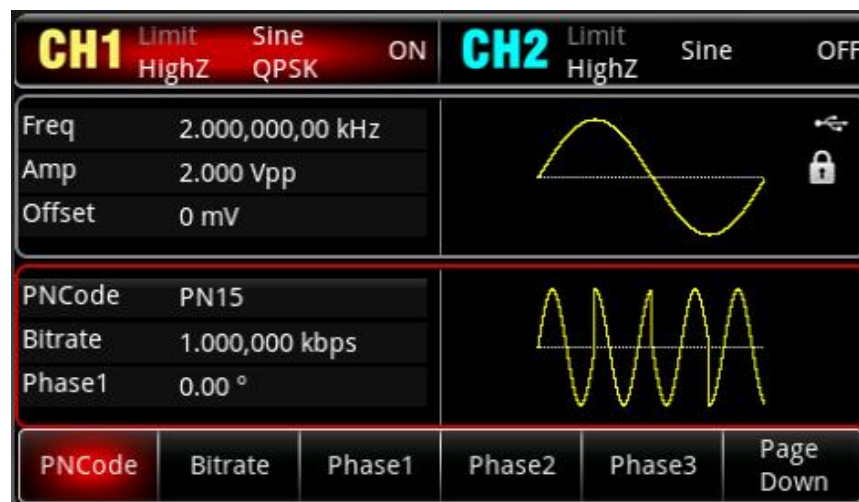 CH1 Limit Sine ON CH2 Limit Sine OFF
HighZ QPSK HighZ
Freq 2.000,000,00 kHz
Amp 2.000 Vpp
Offset 0 mV
PNCode PN15
Bitrate 1.000,000 kbps
Phase1 0.00 °
PNCode Bitrate Phase1 Phase2 Phase3 Page
Down